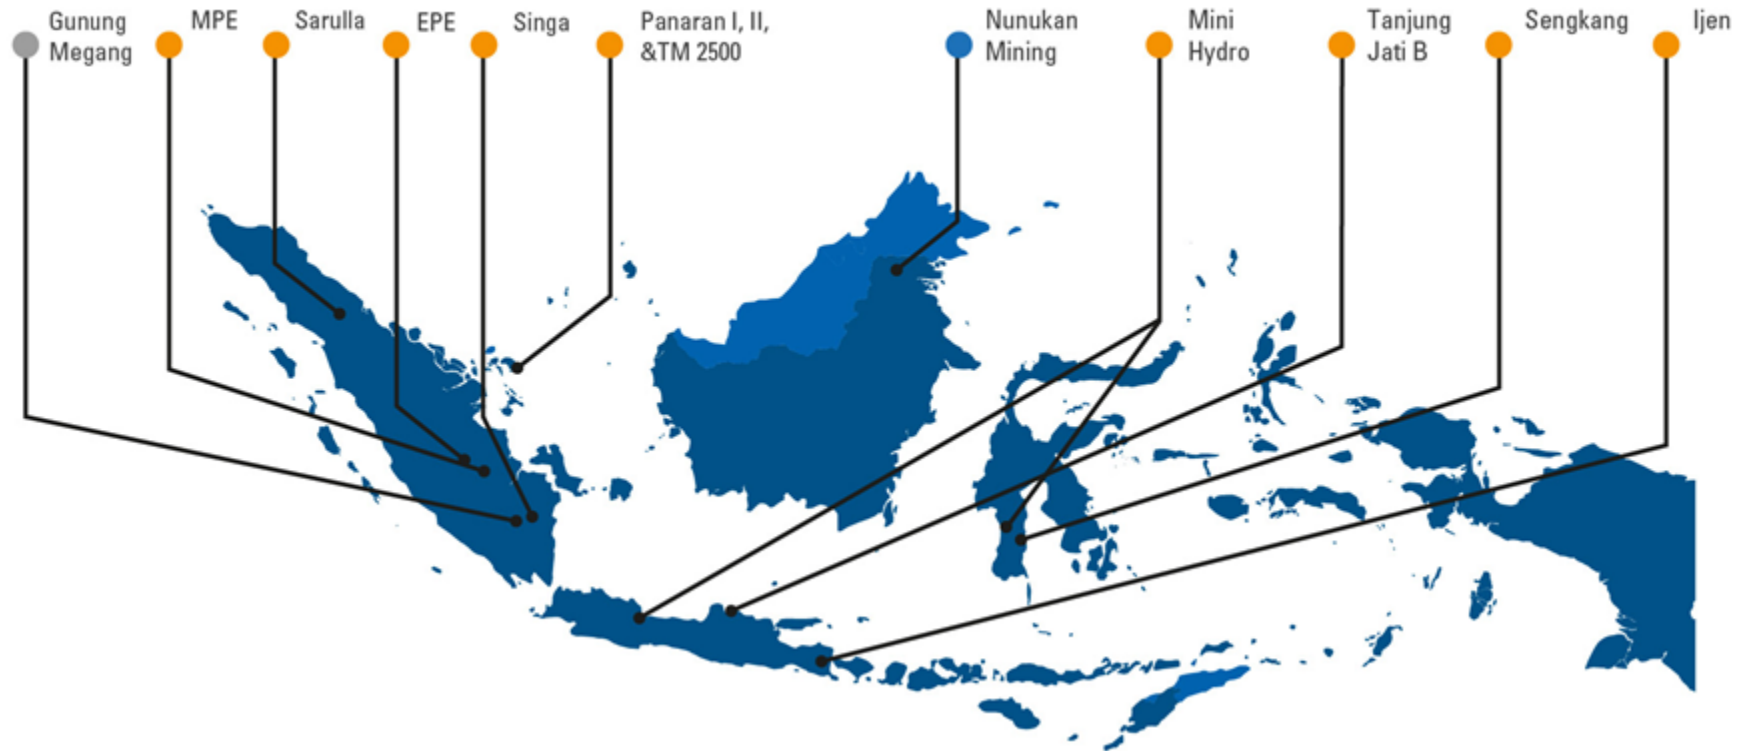 Gunung
Megang
MPE
Sarulla
EPE
Singa
Panaran I, II,
&TM 2500
Nunukan
Mining
Mini
Hydro
Tanjung
Jati B
Sengkang
Ijen